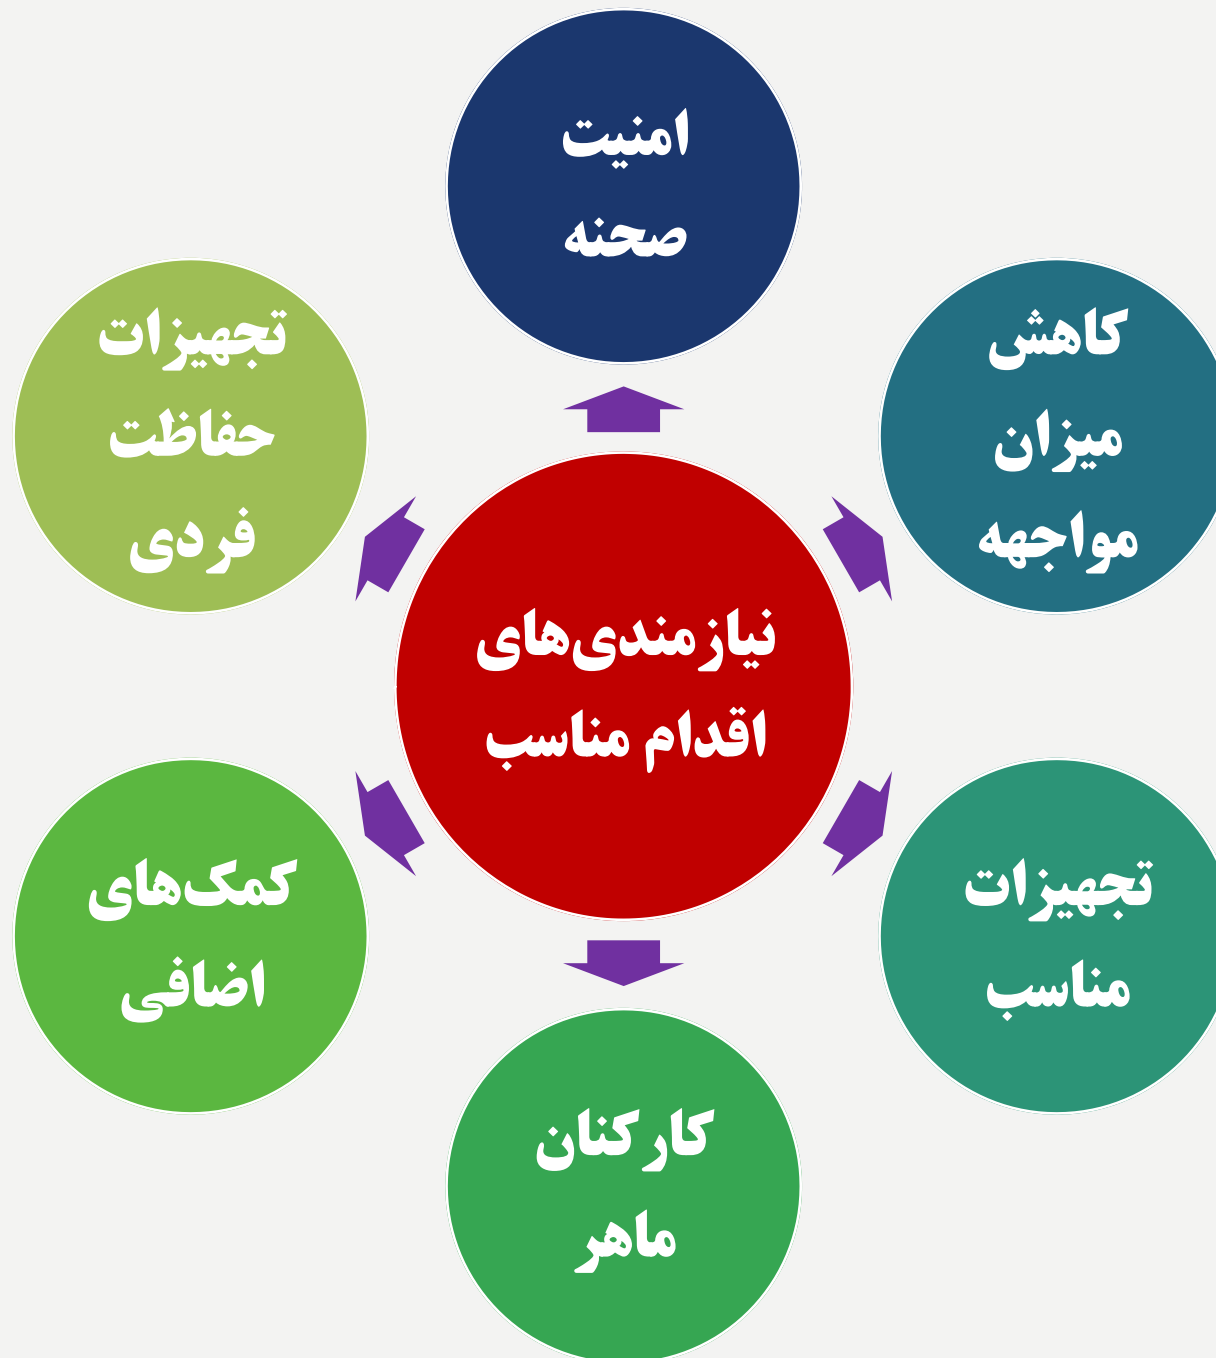 امنیت
صحنه
کاهش
میزان
مواجهه
تجهیزات
مناسب
کارکنان
ماهر
کمک‌های
اضافی
تجهیزات
حفاظت
فردی
نیازمندی‌های
اقدام مناسب